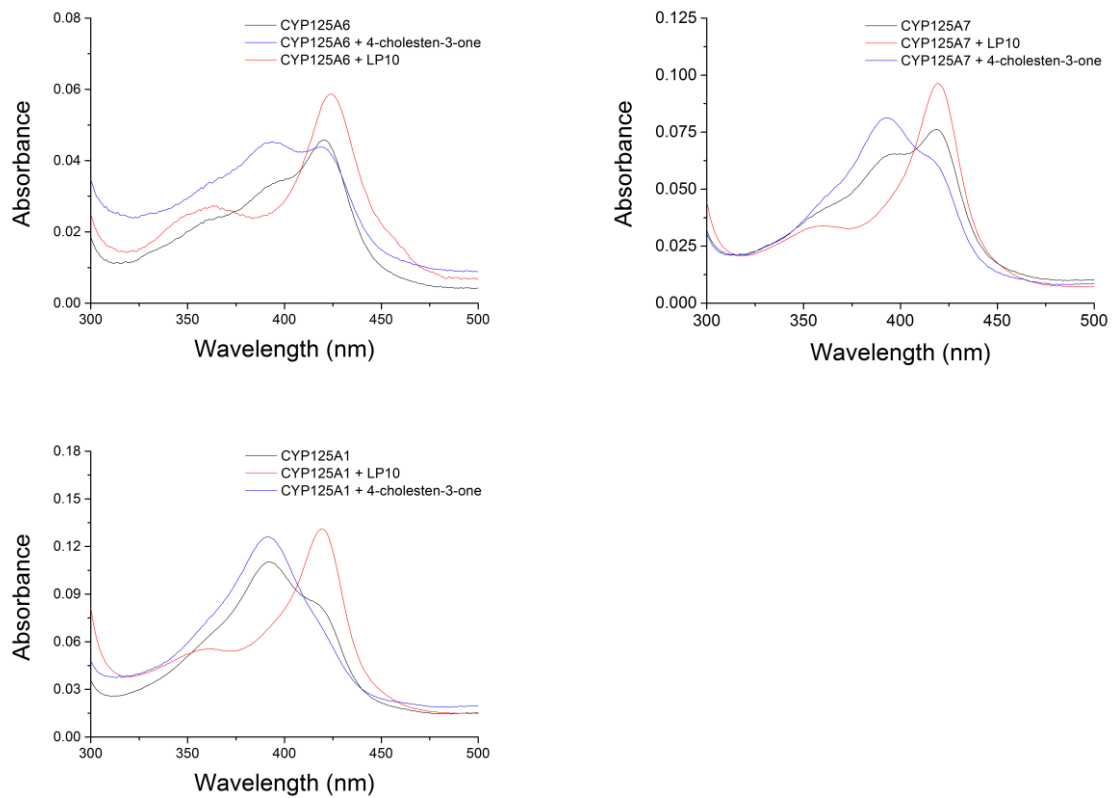 0.08
CYP125A6
CYP125A6 + 4-cholesten-3-one
CYP125A6 + LP10
0.06
0.04
0.02
0.00
Absorbance
300
350
400
450
500
Wavelength (nm)
0.125
CYP125A7
CYP125A7 + LP10
CYP125A7 + 4-cholesten-3-one
0.100
0.075
0.050
0.025
0.000
Absorbance
300
350
400
450
500
Wavelength (nm)
0.18
CYP125A1
CYP125A1 + LP10
CYP125A1 + 4-cholesten-3-one
0.15
0.12
0.09
0.06
0.03
0.00
Absorbance
300
350
400
450
500
Wavelength (nm)